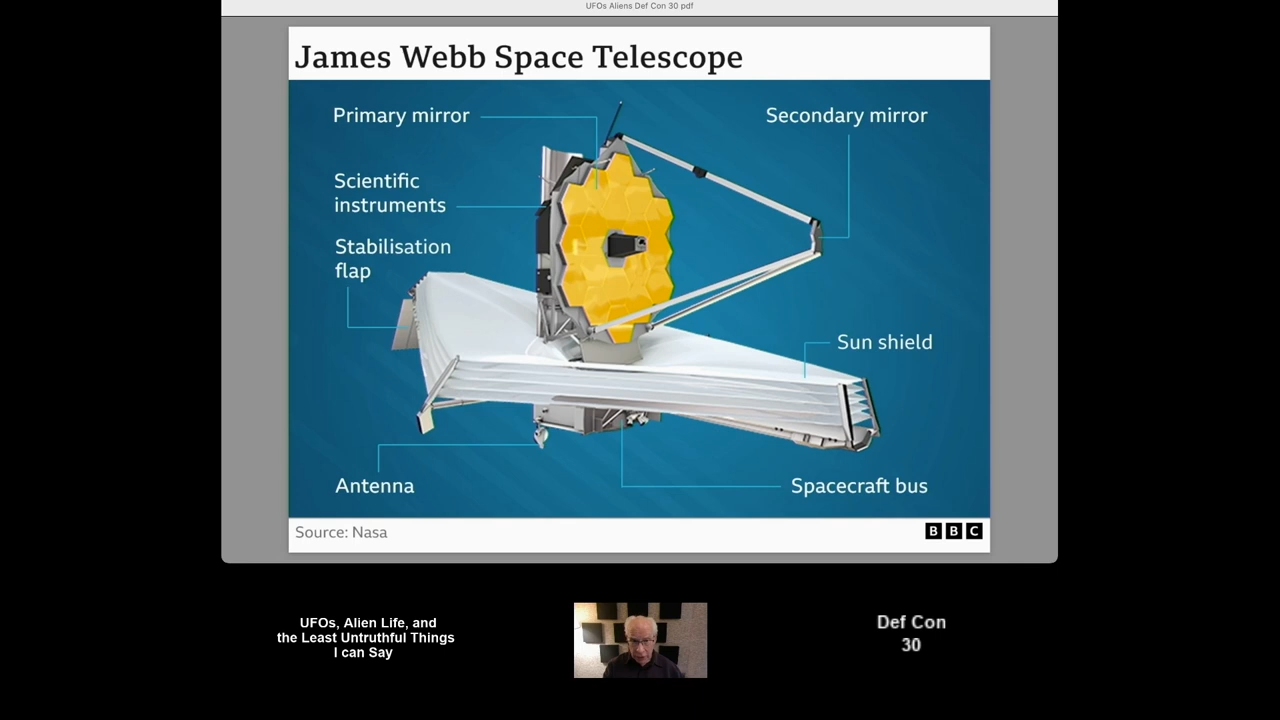 UFOs Aliens Def Con 30 pdf
James Webb Space Telescope
Primary mirror
Secondary mirror
Scientific
instruments
Stabilisation
flap
Sun shield
Antenna
Spacecraft bus
Source: Nasa
BBC
UFOs, Alien Life, and
the Least Untruthful Things
I can Say
Def Con
30